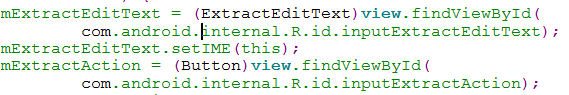 mExtractEditText = (ExtractEditText)view.findViewById(
com.android.internal.R.id.inputExtractEditText);
mExtractEditText.setIME(this);
mExtractAction = (Button)view.findViewById(
com.android.internal.R.id.inputExtractAction);